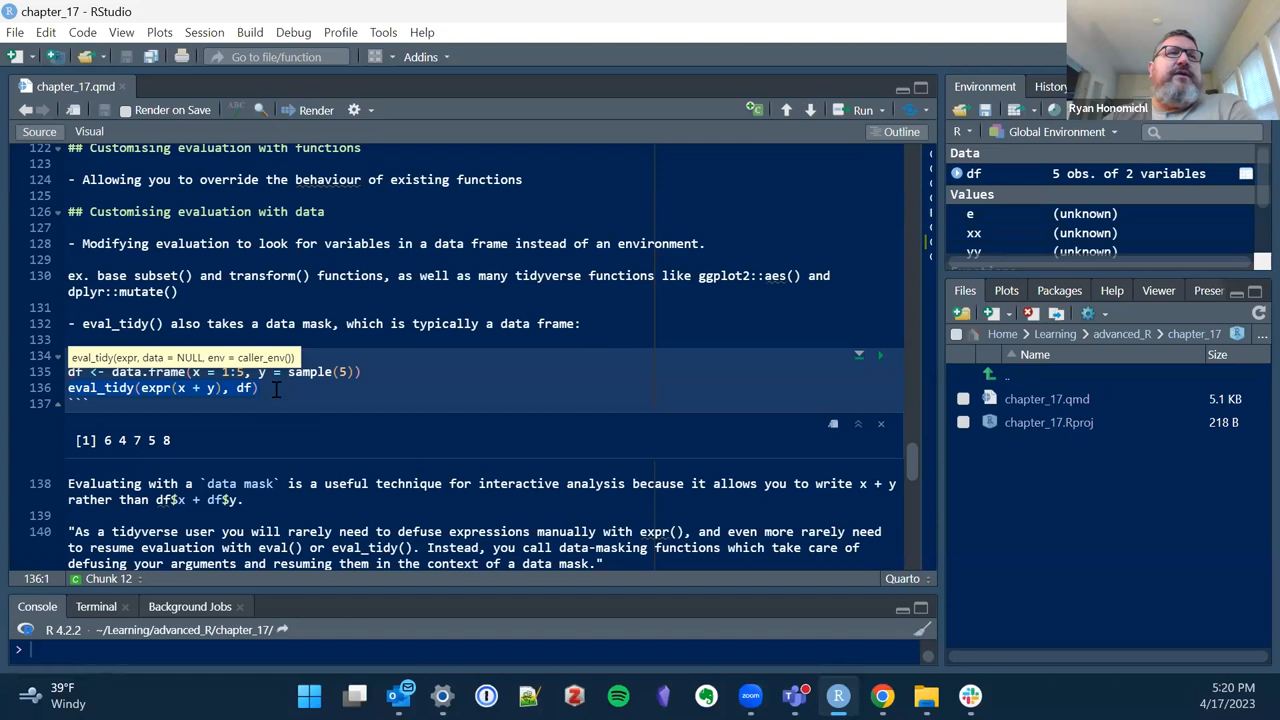 chapter_17 - RStudio
File Edit Code View Plots Session Build Debug Profile Tools Help
Go to file/function Addins
Ryan Honomichl
chapter_17.qmd
Render on Save ABC Render Run
Source Visual Outline
122 ## Customising evaluation with functions
123
124 - Allowing you to override the behaviour of existing functions
125
126 ## Customising evaluation with data
127
128 - Modifying evaluation to look for variables in a data frame instead of an environment.
129
130 ex. base subset() and transform() functions, as well as many tidyverse functions like ggplot2::aes() and
dplyr::mutate()
131
132 - eval_tidy() also takes a data mask, which is typically a data frame:
133
134 eval_tidy(expr, data = NULL, env = caller_env())
135 df <- data.frame(x = 1:5, y = sample(5))
136 eval_tidy(expr(x + y), df)
137 ```
[1] 6 4 7 5 8
138 Evaluating with a `data mask` is a useful technique for interactive analysis because it allows you to write x + y
rather than df$x + df$y.
139
140 "As a tidyverse user you will rarely need to defuse expressions manually with expr(), and even more rarely need
to resume evaluation with eval() or eval_tidy(). Instead, you call data-masking functions which take care of
defusing your arguments and resuming them in the context of a data mask."
136:1 Chunk 12 Quarto
Console Terminal Background Jobs
R 4.2.2 · ~/Learning/advanced_R/chapter_17/
>
Environment History
R Global Environment
Data
df 5 obs. of 2 variables
Values
e (unknown)
xx (unknown)
yy (unknown)
Files Plots Packages Help Viewer Preser
Home Learning advanced_R chapter_17 ...
Name Size
..
chapter_17.qmd 5.1 KB
chapter_17.Rproj 218 B
39°F
Windy
zoom
5:20 PM
4/17/2023